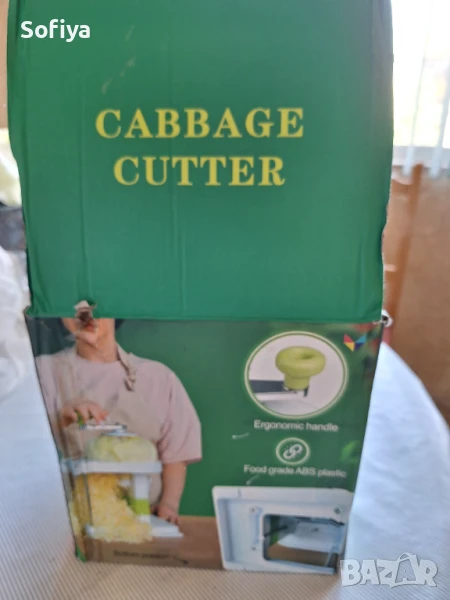 Sofiya
CABBAGE
CUTTER
Ergonomic handle
Food grade ABS plastic
BAZAR